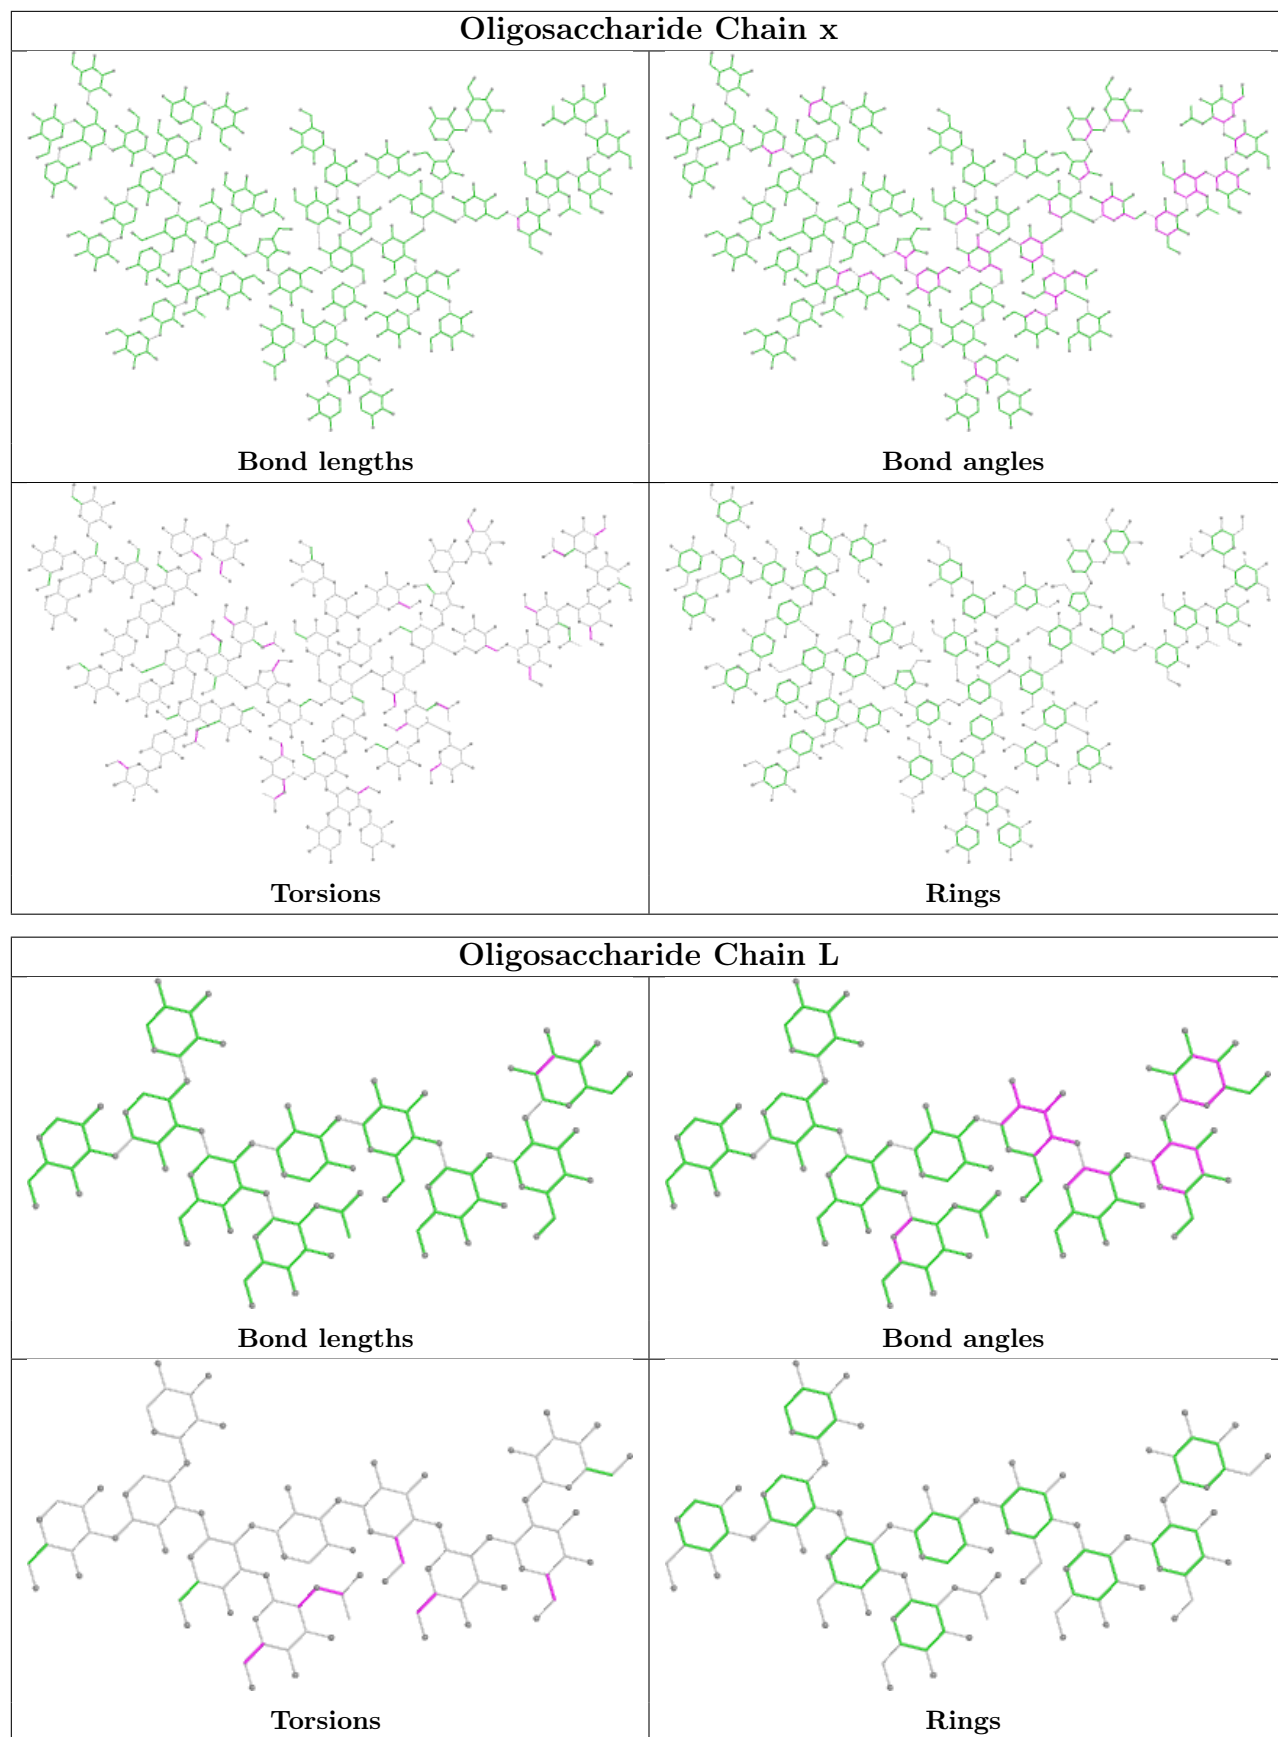 Oligosaccharide Chain x
Bond lengths
Bond angles
Torsions
Rings
Oligosaccharide Chain L
Bond lengths
Bond angles
Torsions
Rings